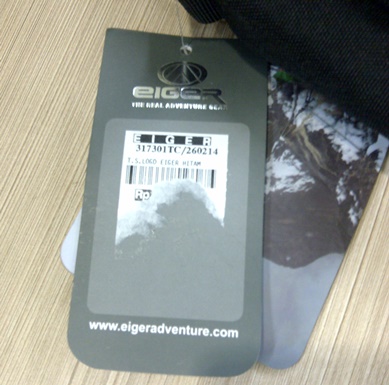 EIGER
THE REAL ADVENTURE GEAR
E I G E R
317301TC/260214
T.S.LOGO EIGER HITAM
Rp
www.eigeradventure.com